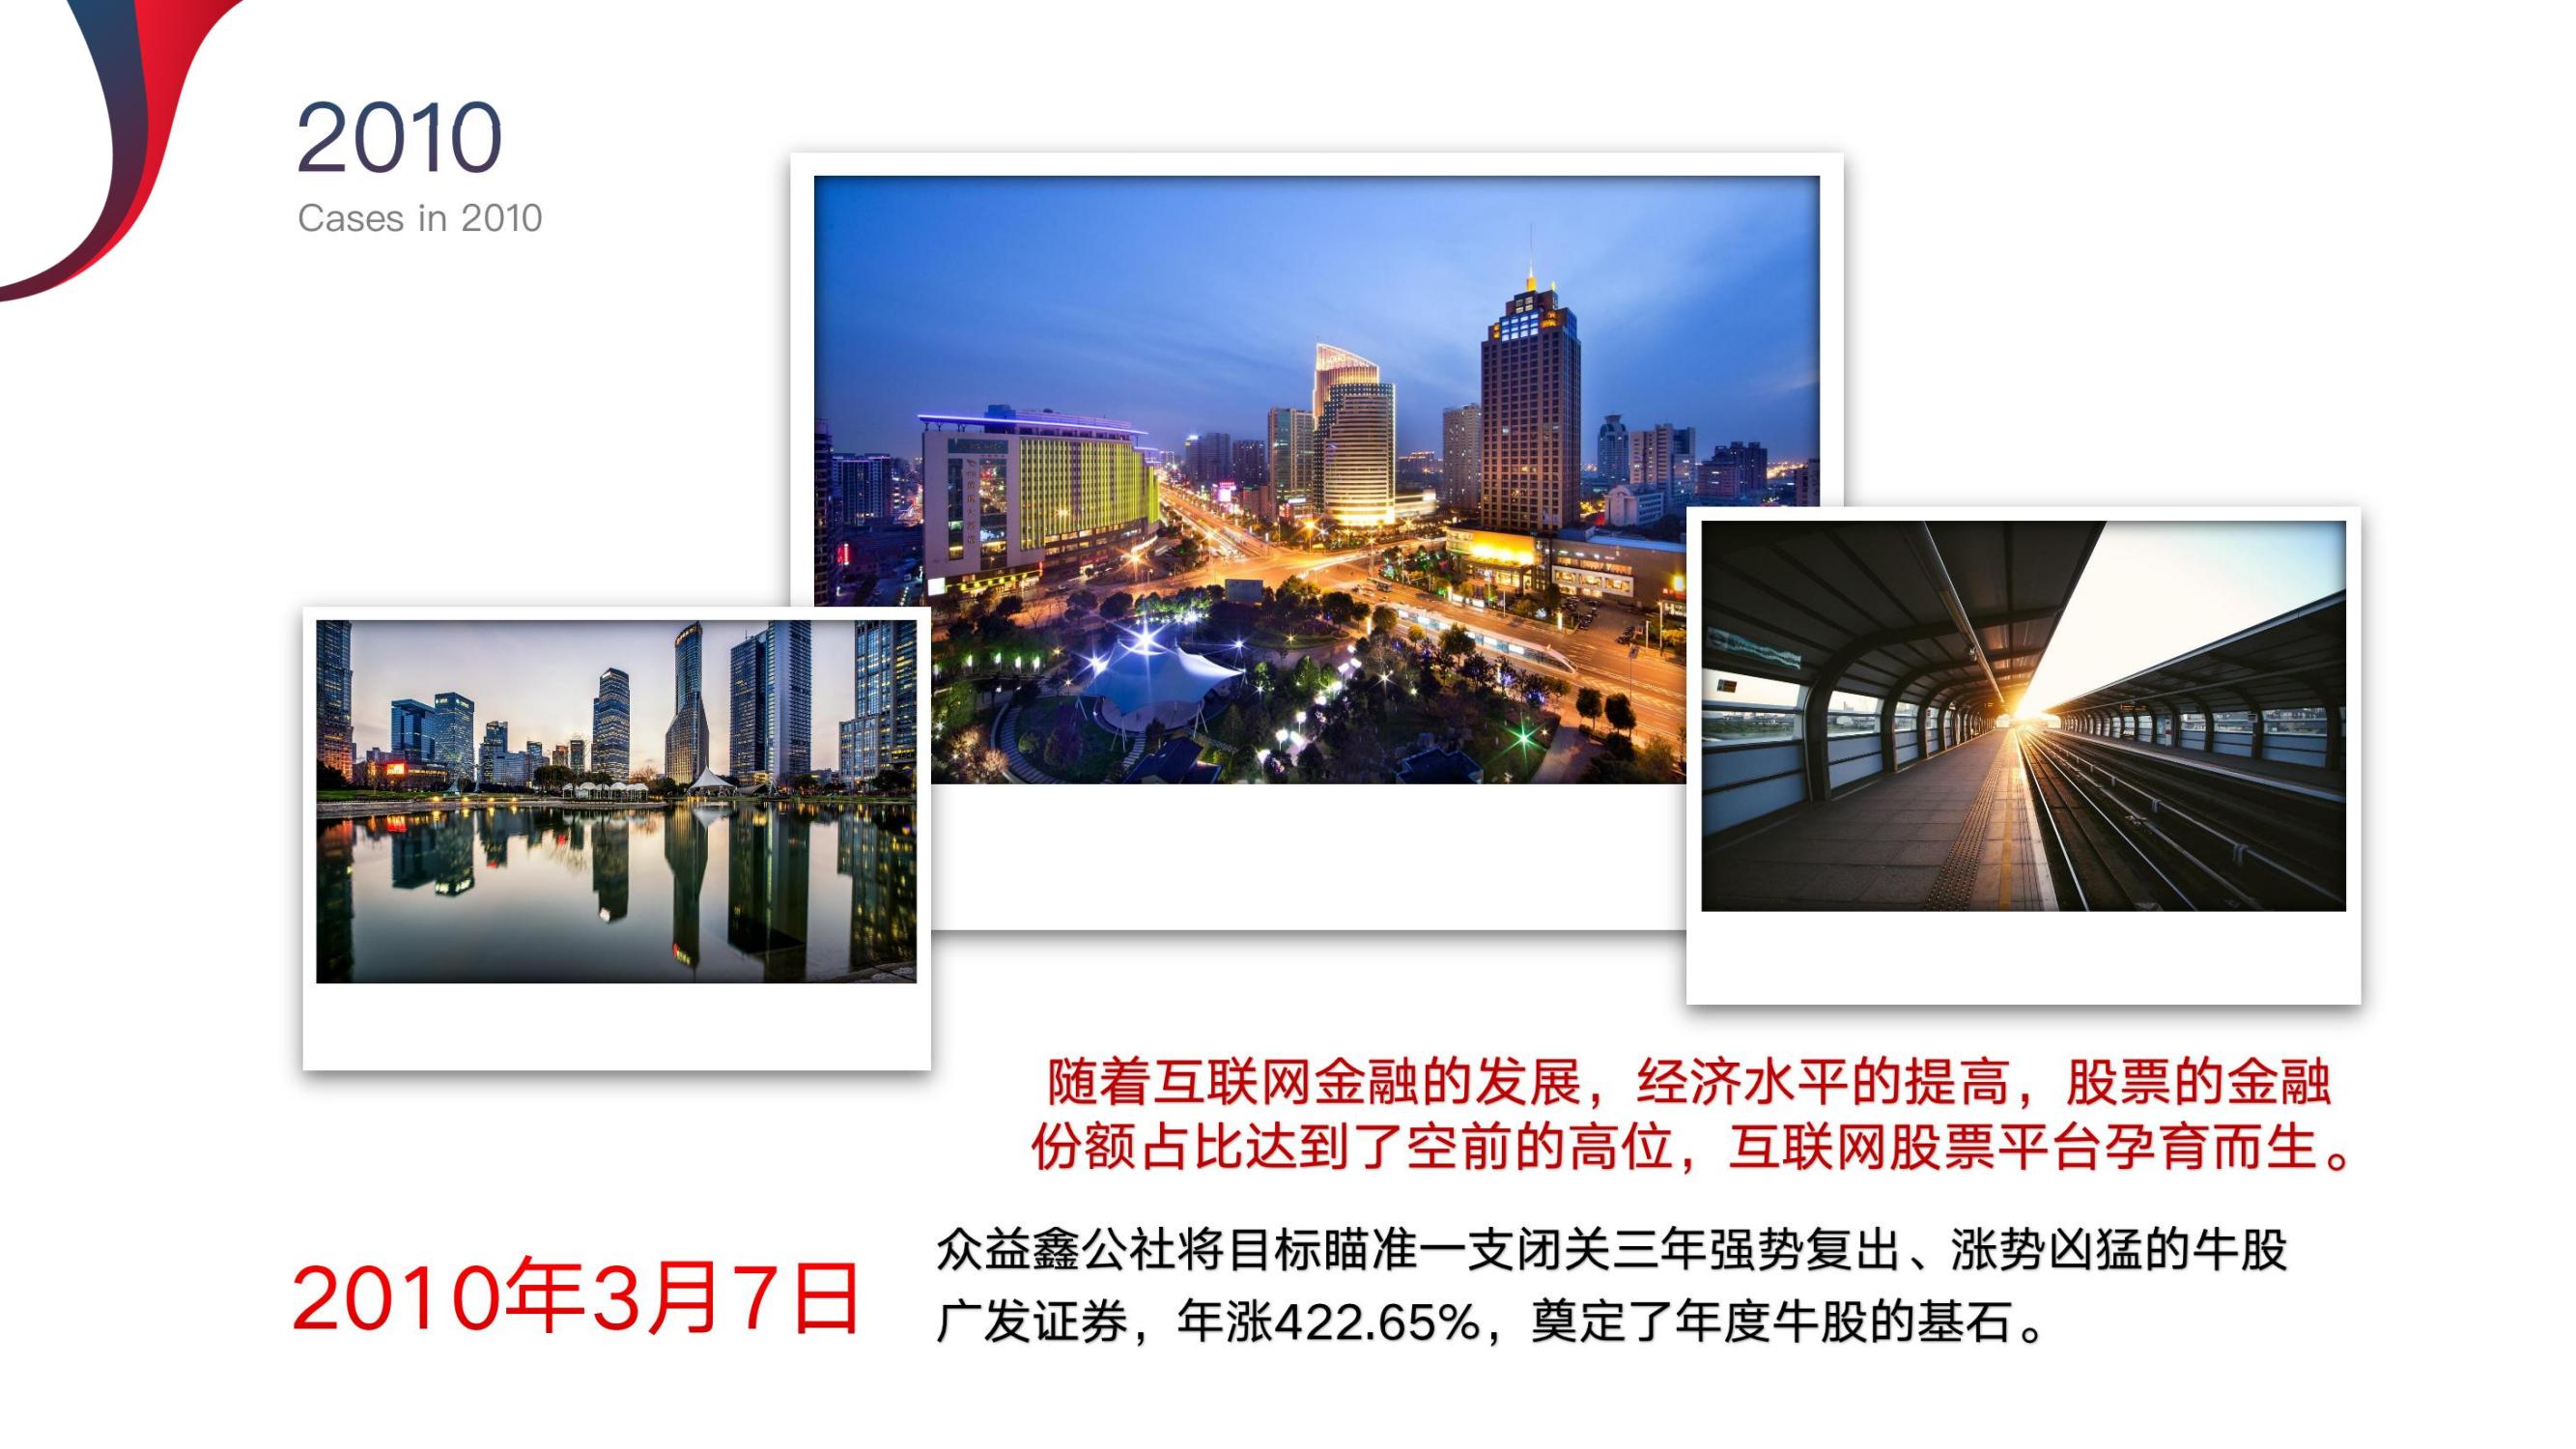 2010
Cases in 2010
随着互联网金融的发展，经济水平的提高，股票的金融
份额占比达到了空前的高位，互联网股票平台孕育而生。
2010年3月7日
众益鑫公社将目标瞄准一支闭关三年强势复出、涨势凶猛的牛股
广发证券，年涨422.65%，奠定了年度牛股的基石。